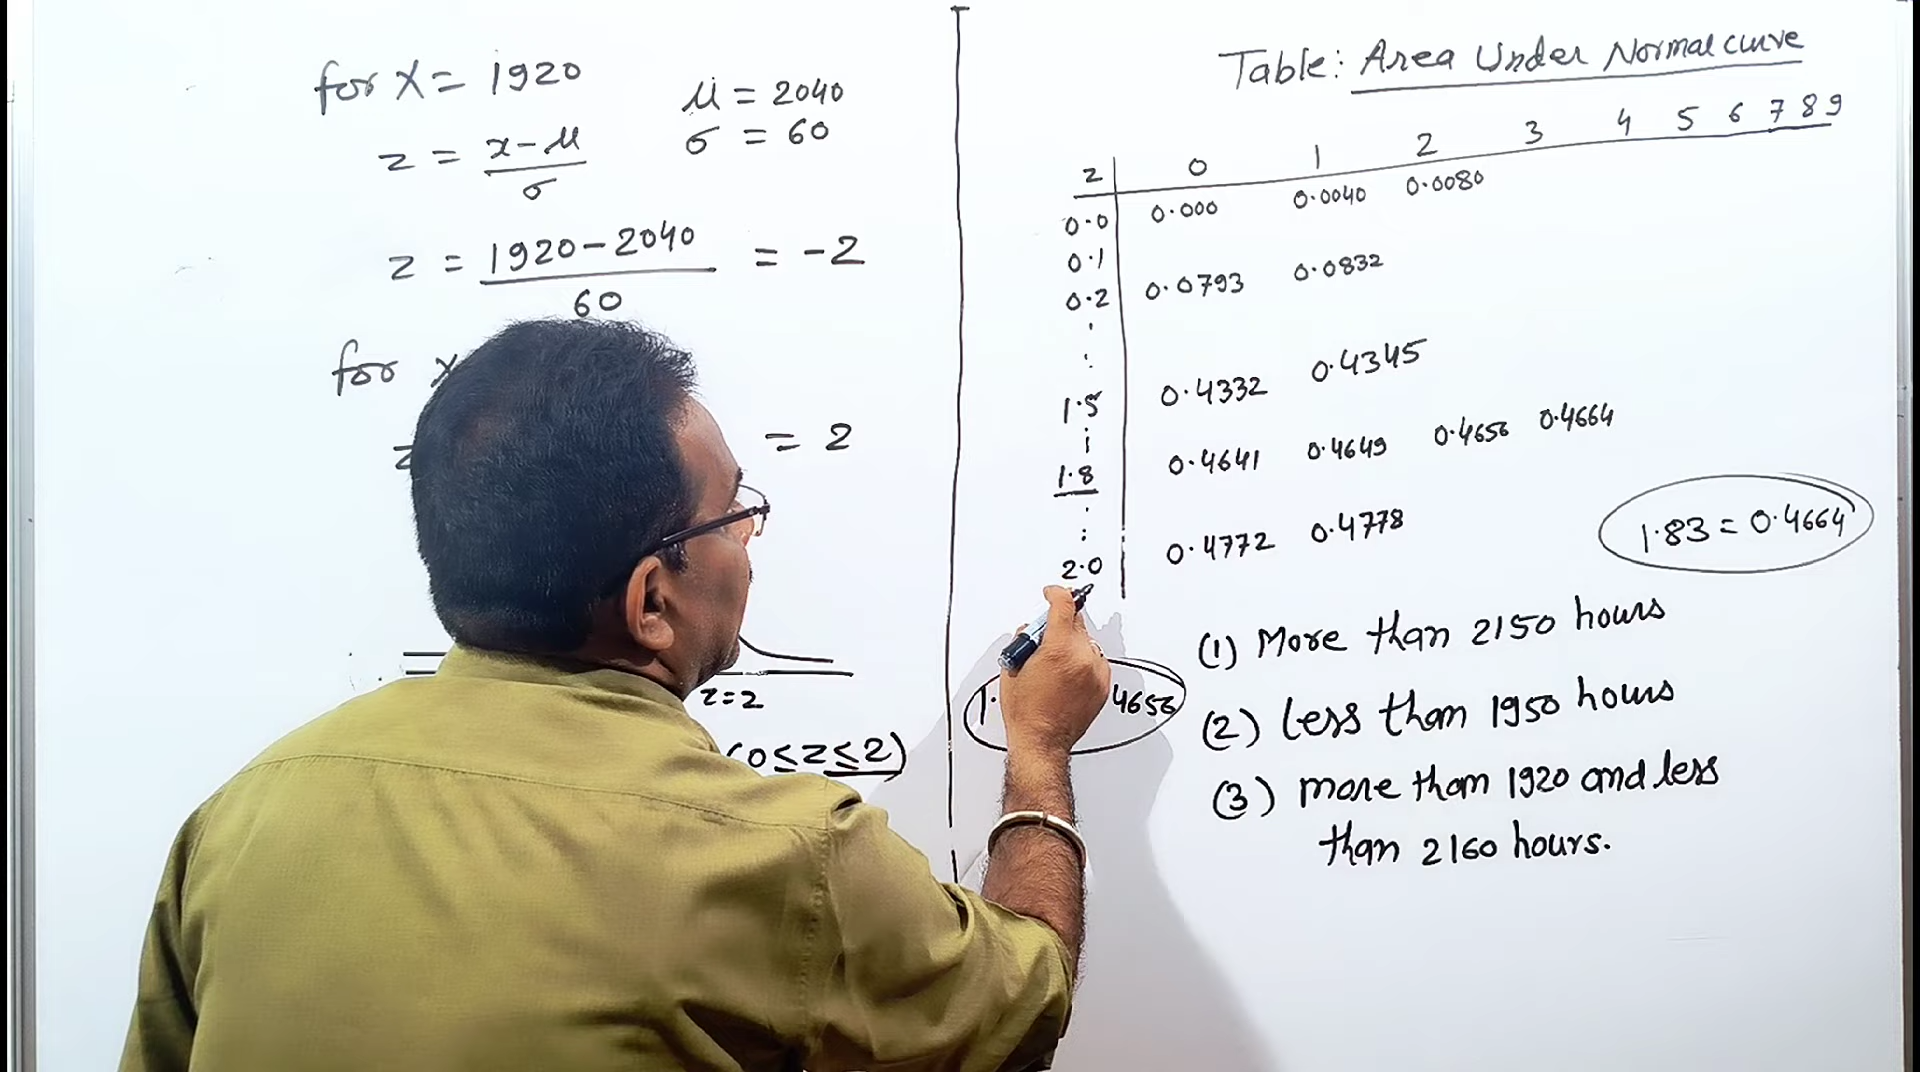 for X = 1920
μ = 2040
σ = 60
z = x - μ / σ
z = 1920 - 2040 / 60 = -2
for x
z = 2
z=2
(0≤z≤2)
Table: Area Under Normal curve
z 0 1 2 3 4 5 6 7 8 9
0.0 0.000 0.0040 0.0080
0.1
0.2 0.0793 0.0832
1.5 0.4332 0.4345
1.8 0.4641 0.4649 0.4656 0.4664
2.0 0.4772 0.4778
1.83 = 0.4664
1. 4656
(1) More than 2150 hours
(2) less than 1950 hours
(3) more than 1920 and less
than 2160 hours.